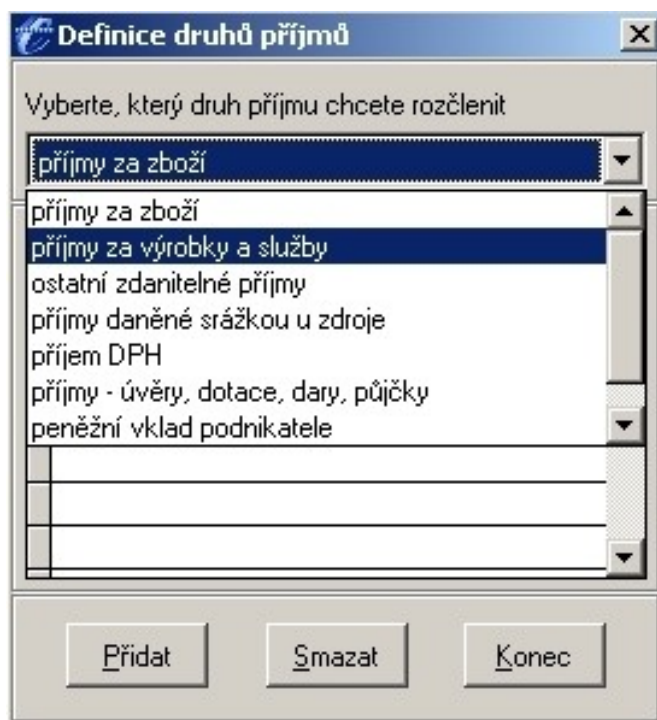 Definice druhů příjmů
Vyberte, který druh příjmu chcete rozčlenit
příjmy za zboží
příjmy za zboží
příjmy za výrobky a služby
ostatní zdanitelné příjmy
příjmy daněné srážkou u zdroje
příjem DPH
příjmy - úvěry, dotace, dary, půjčky
peněžní vklad podnikatele
Přidat Smazat Konec